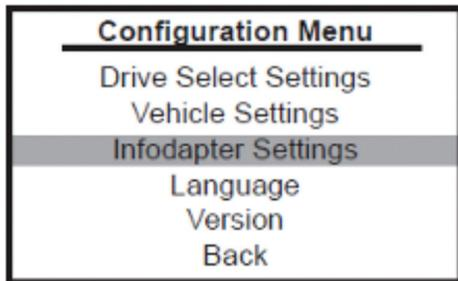 Configuration Menu
Drive Select Settings
Vehicle Settings
Infodapter Settings
Language
Version
Back